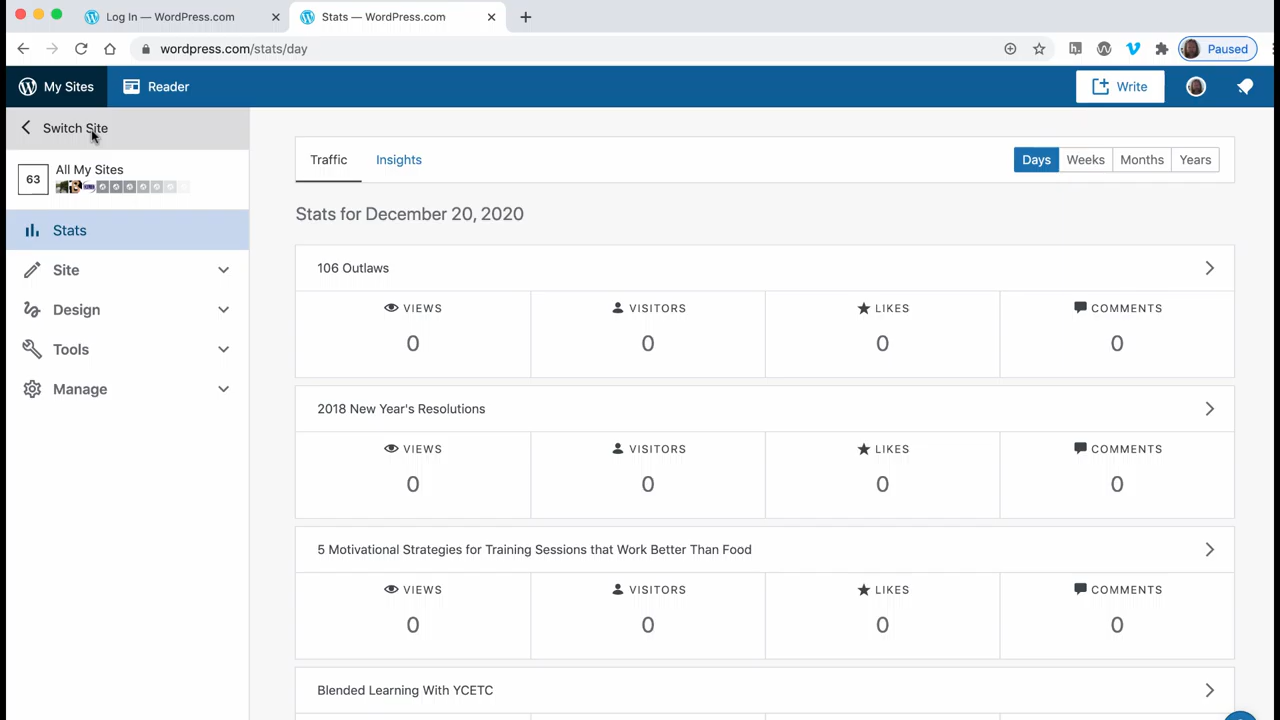 Log In — WordPress.com
Stats — WordPress.com
wordpress.com/stats/day
Paused
My Sites
Reader
Write
Switch Site
63
All My Sites
Stats
Site
Design
Tools
Manage
Traffic
Insights
Days
Weeks
Months
Years
Stats for December 20, 2020
106 Outlaws
VIEWS
VISITORS
LIKES
COMMENTS
0
0
0
0
2018 New Year's Resolutions
VIEWS
VISITORS
LIKES
COMMENTS
0
0
0
0
5 Motivational Strategies for Training Sessions that Work Better Than Food
VIEWS
VISITORS
LIKES
COMMENTS
0
0
0
0
Blended Learning With YCETC